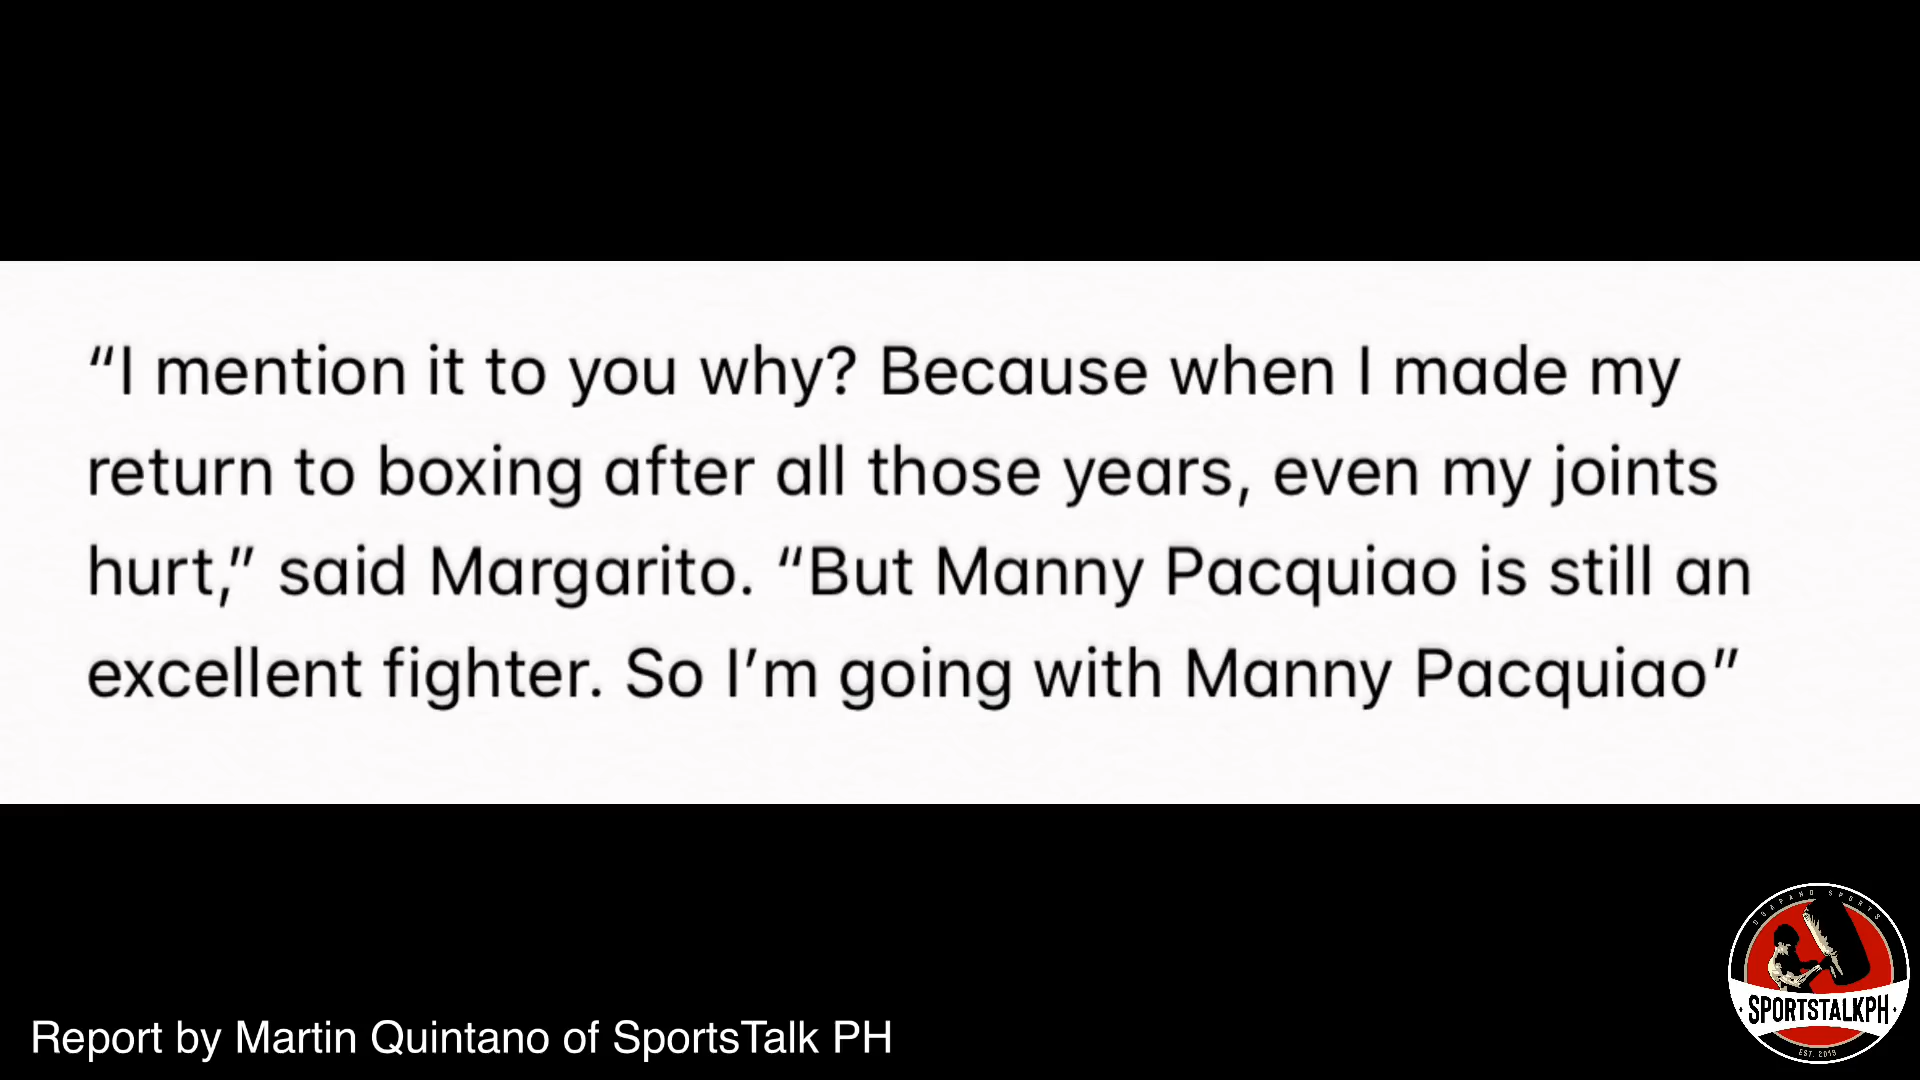 “I mention it to you why? Because when I made my
return to boxing after all those years, even my joints
hurt,” said Margarito. “But Manny Pacquiao is still an
excellent fighter. So I’m going with Manny Pacquiao”
Report by Martin Quintano of SportsTalk PH
· SPORTSTALKPH ·
EST. 2019